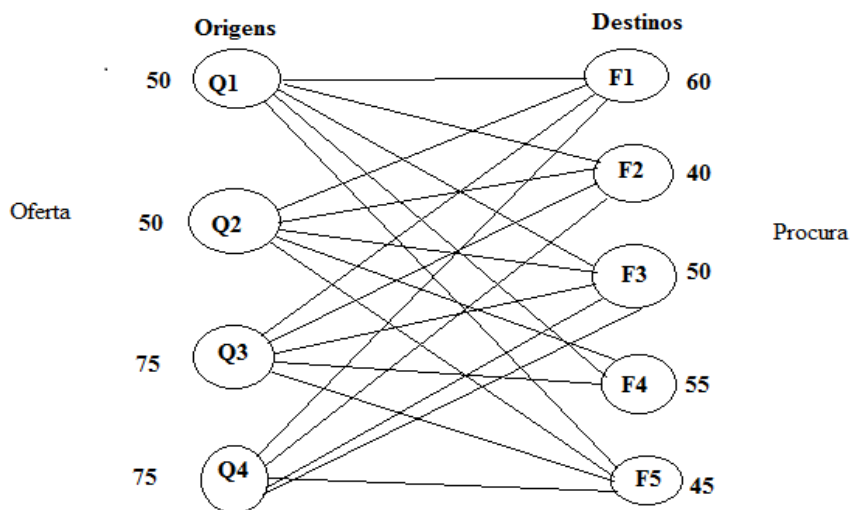 Origens Destinos
50 Q1 F1 60
F2 40
Oferta 50 Q2
Procura
F3 50
75 Q3
F4 55
75 Q4
F5 45